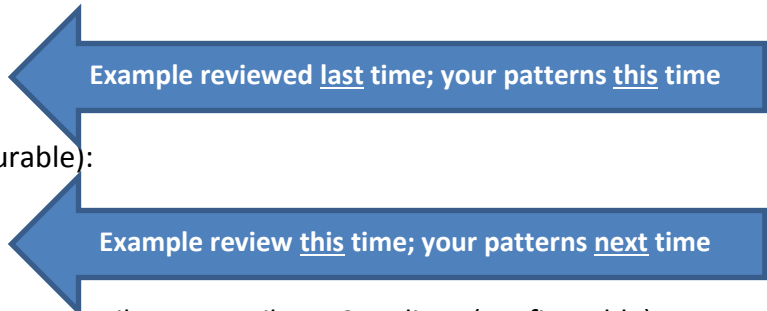 Example reviewed last time; your patterns this time
urable):
Example review this time; your patterns next time